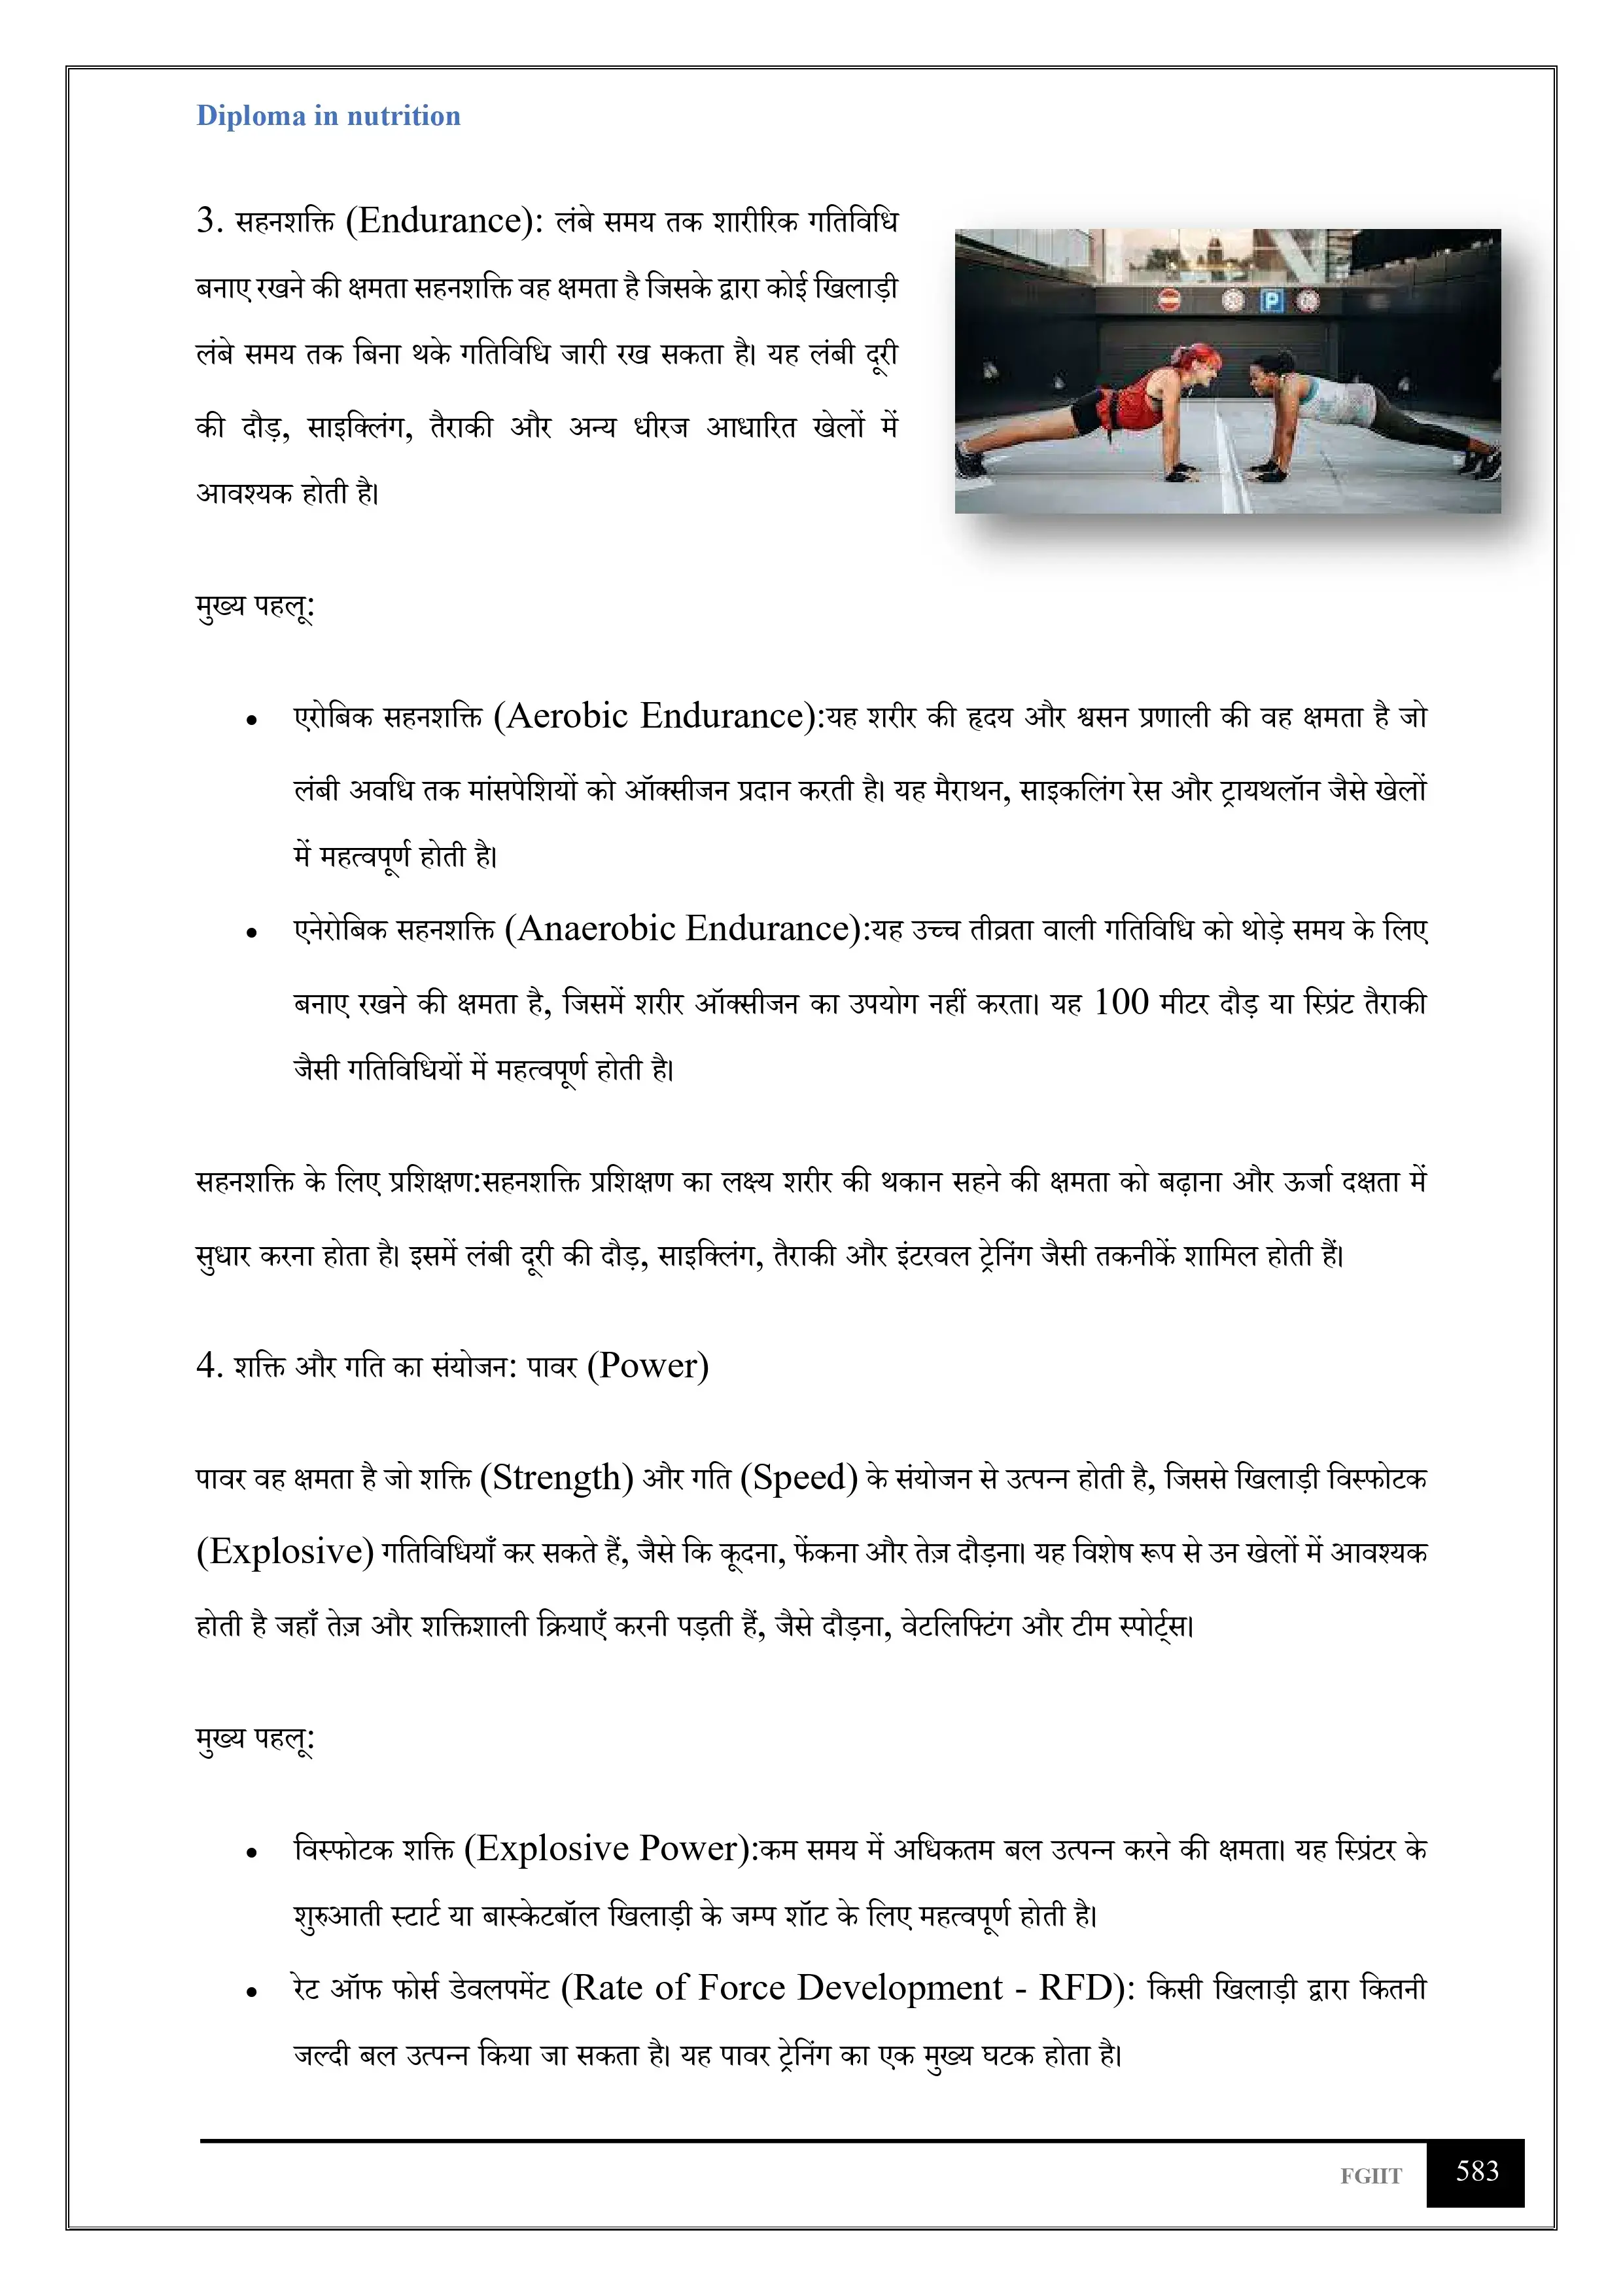 Diploma in nutrition
3. सहनशक्ति (Endurance): लंबे समय तक शारीरिक गतिविधि
बनाए रखने की क्षमता सहनशक्ति वह क्षमता है जिसके द्वारा कोई खिलाड़ी
लंबे समय तक बिना थके गतिविधि जारी रख सकता है। यह लंबी दूरी
की दौड़, साइक्लिंग, तैराकी और अन्य धीरज आधारित खेलों में
आवश्यक होती है।
P
मुख्य पहलू:
• एरोबिक सहनशक्ति (Aerobic Endurance):यह शरीर की हृदय और श्वसन प्रणाली की वह क्षमता है जो
लंबी अवधि तक मांसपेशियों को ऑक्सीजन प्रदान करती है। यह मैराथन, साइकलिंग रेस और ट्रायथलॉन जैसे खेलों
में महत्वपूर्ण होती है।
• एनेरोबिक सहनशक्ति (Anaerobic Endurance):यह उच्च तीव्रता वाली गतिविधि को थोड़े समय के लिए
बनाए रखने की क्षमता है, जिसमें शरीर ऑक्सीजन का उपयोग नहीं करता। यह 100 मीटर दौड़ या स्प्रिंट तैराकी
जैसी गतिविधियों में महत्वपूर्ण होती है।
सहनशक्ति के लिए प्रशिक्षण:सहनशक्ति प्रशिक्षण का लक्ष्य शरीर की थकान सहने की क्षमता को बढ़ाना और ऊर्जा दक्षता में
सुधार करना होता है। इसमें लंबी दूरी की दौड़, साइक्लिंग, तैराकी और इंटरवल ट्रेनिंग जैसी तकनीकें शामिल होती हैं।
4. शक्ति और गति का संयोजन: पावर (Power)
पावर वह क्षमता है जो शक्ति (Strength) और गति (Speed) के संयोजन से उत्पन्न होती है, जिससे खिलाड़ी विस्फोटक
(Explosive) गतिविधियाँ कर सकते हैं, जैसे कि कूदना, फेंकना और तेज़ दौड़ना। यह विशेष रूप से उन खेलों में आवश्यक
होती है जहाँ तेज़ और शक्तिशाली क्रियाएँ करनी पड़ती हैं, जैसे दौड़ना, वेटलिफ्टिंग और टीम स्पोर्ट्स।
मुख्य पहलू:
• विस्फोटक शक्ति (Explosive Power):कम समय में अधिकतम बल उत्पन्न करने की क्षमता। यह स्प्रिंटर के
शुरुआती स्टार्ट या बास्केटबॉल खिलाड़ी के जम्प शॉट के लिए महत्वपूर्ण होती है।
• रेट ऑफ फोर्स डेवलपमेंट (Rate of Force Development - RFD): किसी खिलाड़ी द्वारा कितनी
जल्दी बल उत्पन्न किया जा सकता है। यह पावर ट्रेनिंग का एक मुख्य घटक होता है।
FGIIT 583